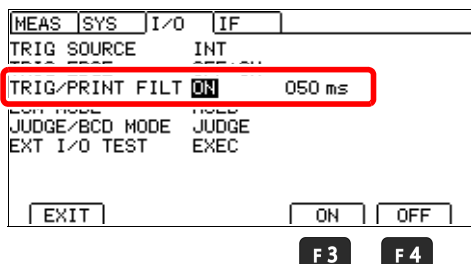 MEAS SYS I/O IF
TRIG SOURCE INT
TRIG/PRINT FILT ON 050 ms
JUDGE/BCD MODE JUDGE
EXT I/O TEST EXEC
EXIT ON OFF
F3 F4